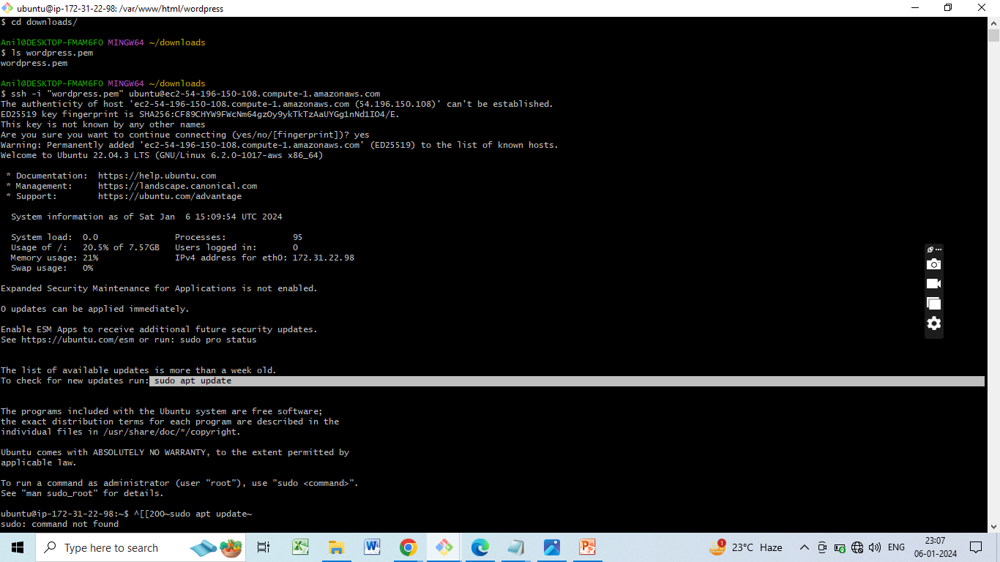 ubuntu@ip-172-31-22-98: /var/www/html/wordpress
$ cd downloads/
Anil@DESKTOP-FMAM6FO MINGW64 ~/downloads
$ ls wordpress.pem
wordpress.pem
Anil@DESKTOP-FMAM6FO MINGW64 ~/downloads
$ ssh -i "wordpress.pem" ubuntu@ec2-54-196-150-108.compute-1.amazonaws.com
The authenticity of host 'ec2-54-196-150-108.compute-1.amazonaws.com (54.196.150.108)' can't be established.
ED25519 key fingerprint is SHA256:CF89CHYW9FWcNm64gzOy9ykTkTzAaUYGg1nNd1IO4/E.
This key is not known by any other names
Are you sure you want to continue connecting (yes/no/[fingerprint])? yes
Warning: Permanently added 'ec2-54-196-150-108.compute-1.amazonaws.com' (ED25519) to the list of known hosts.
Welcome to Ubuntu 22.04.3 LTS (GNU/Linux 6.2.0-1017-aws x86_64)
* Documentation: https://help.ubuntu.com
* Management: https://landscape.canonical.com
* Support: https://ubuntu.com/advantage
System information as of Sat Jan 6 15:09:54 UTC 2024
System load: 0.0 Processes: 95
Usage of /: 20.5% of 7.57GB Users logged in: 0
Memory usage: 21% IPv4 address for eth0: 172.31.22.98
Swap usage: 0%
Expanded Security Maintenance for Applications is not enabled.
0 updates can be applied immediately.
Enable ESM Apps to receive additional future security updates.
See https://ubuntu.com/esm or run: sudo pro status
The list of available updates is more than a week old.
To check for new updates run: sudo apt update
The programs included with the Ubuntu system are free software;
the exact distribution terms for each program are described in the
individual files in /usr/share/doc/*/copyright.
Ubuntu comes with ABSOLUTELY NO WARRANTY, to the extent permitted by
applicable law.
To run a command as administrator (user "root"), use "sudo <command>".
See "man sudo_root" for details.
ubuntu@ip-172-31-22-98:~$ ^[[200~sudo apt update~
sudo: command not found
Type here to search
1
23°C Haze
ENG
23:07
06-01-2024